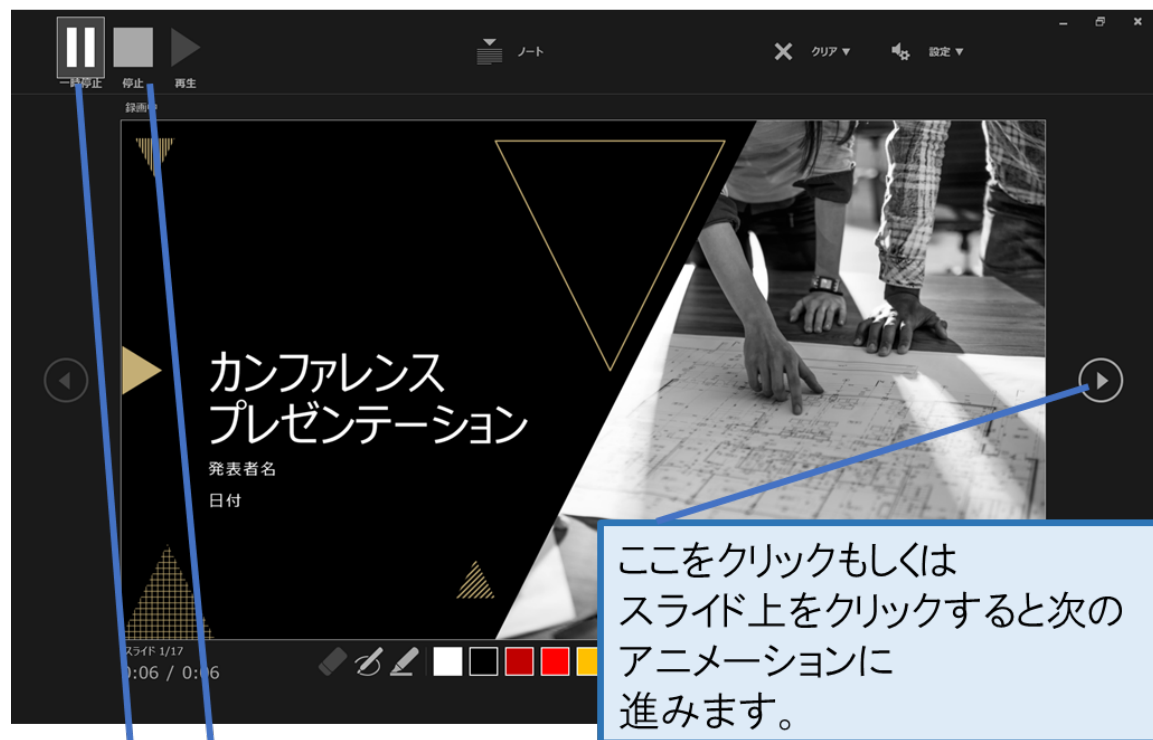 ノート
クリア
設定
一時停止
停止
再生
録画中
カンファレンス
プレゼンテーション
発表者名
日付
ここをクリックもしくは
スライド上をクリックすると次の
アニメーションに
進みます。
スライド 1/17
0:06 / 0:06